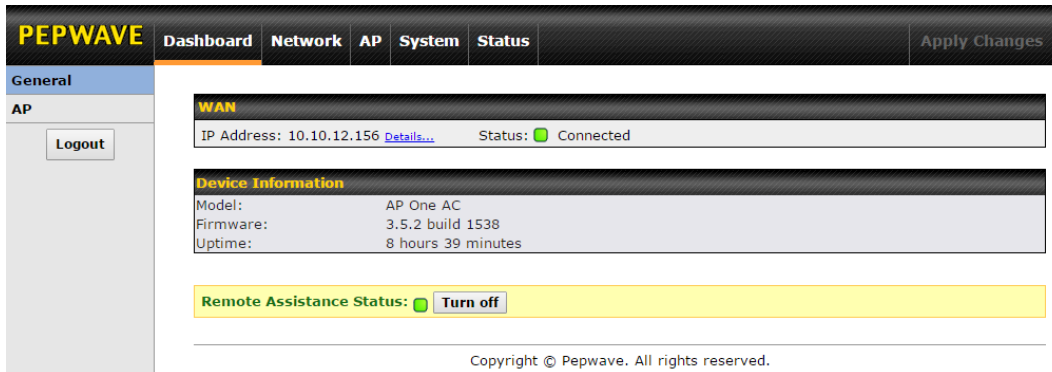 PEPWAVE Dashboard Network AP System Status Apply Changes
General
AP
Logout
WAN
IP Address: 10.10.12.156 Details... Status: Connected
Device Information
Model: AP One AC
Firmware: 3.5.2 build 1538
Uptime: 8 hours 39 minutes
Remote Assistance Status: Turn off
Copyright © Pepwave. All rights reserved.